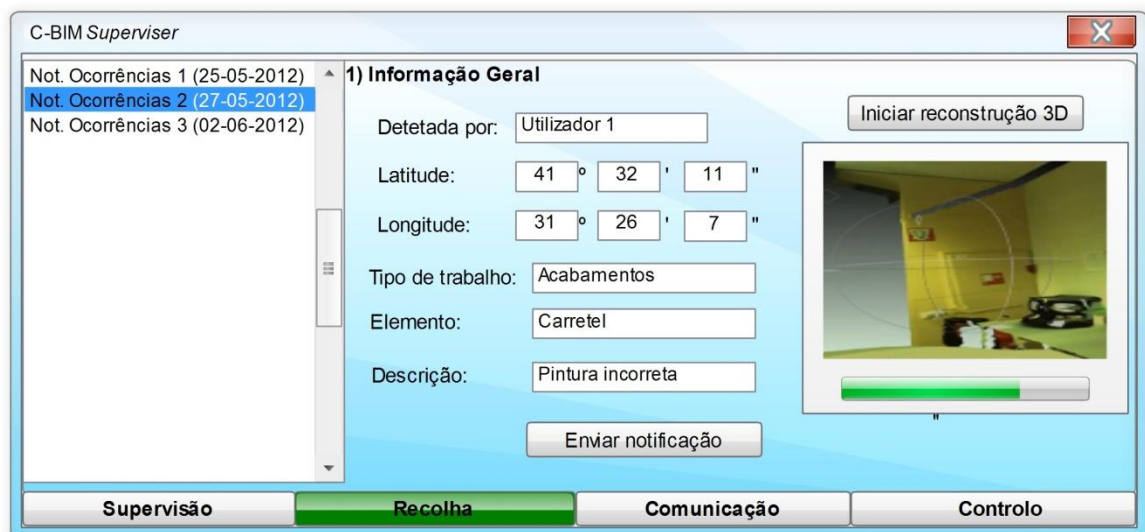 C-BIM Superviser
Not. Ocorrências 1 (25-05-2012)
Not. Ocorrências 2 (27-05-2012)
Not. Ocorrências 3 (02-06-2012)
1) Informação Geral
Detetada por: Utilizador 1
Latitude: 41 º 32 ' 11 "
Longitude: 31 º 26 ' 7 "
Tipo de trabalho: Acabamentos
Elemento: Carretel
Descrição: Pintura incorreta
Enviar notificação
Iniciar reconstrução 3D
"
Supervisão Recolha Comunicação Controlo